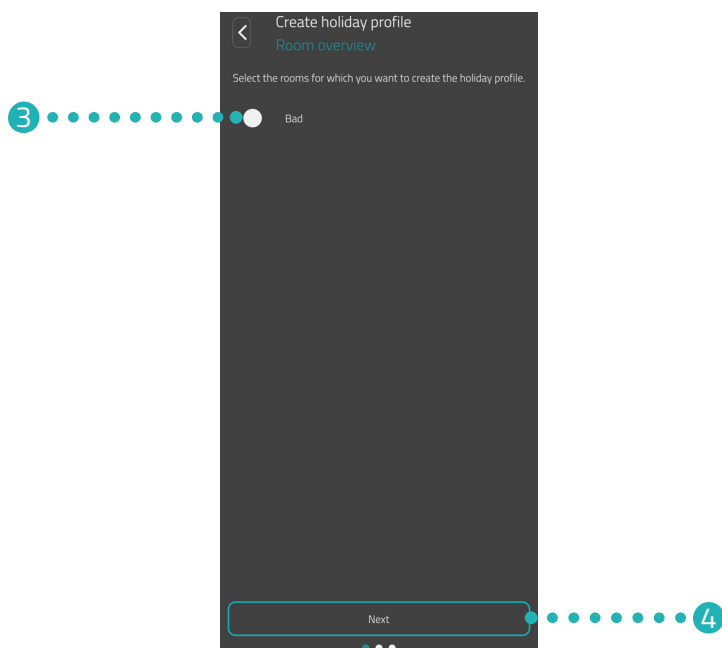 Create holiday profile
Room overview
Select the rooms for which you want to create the holiday profile.
3
Bad
Next
4